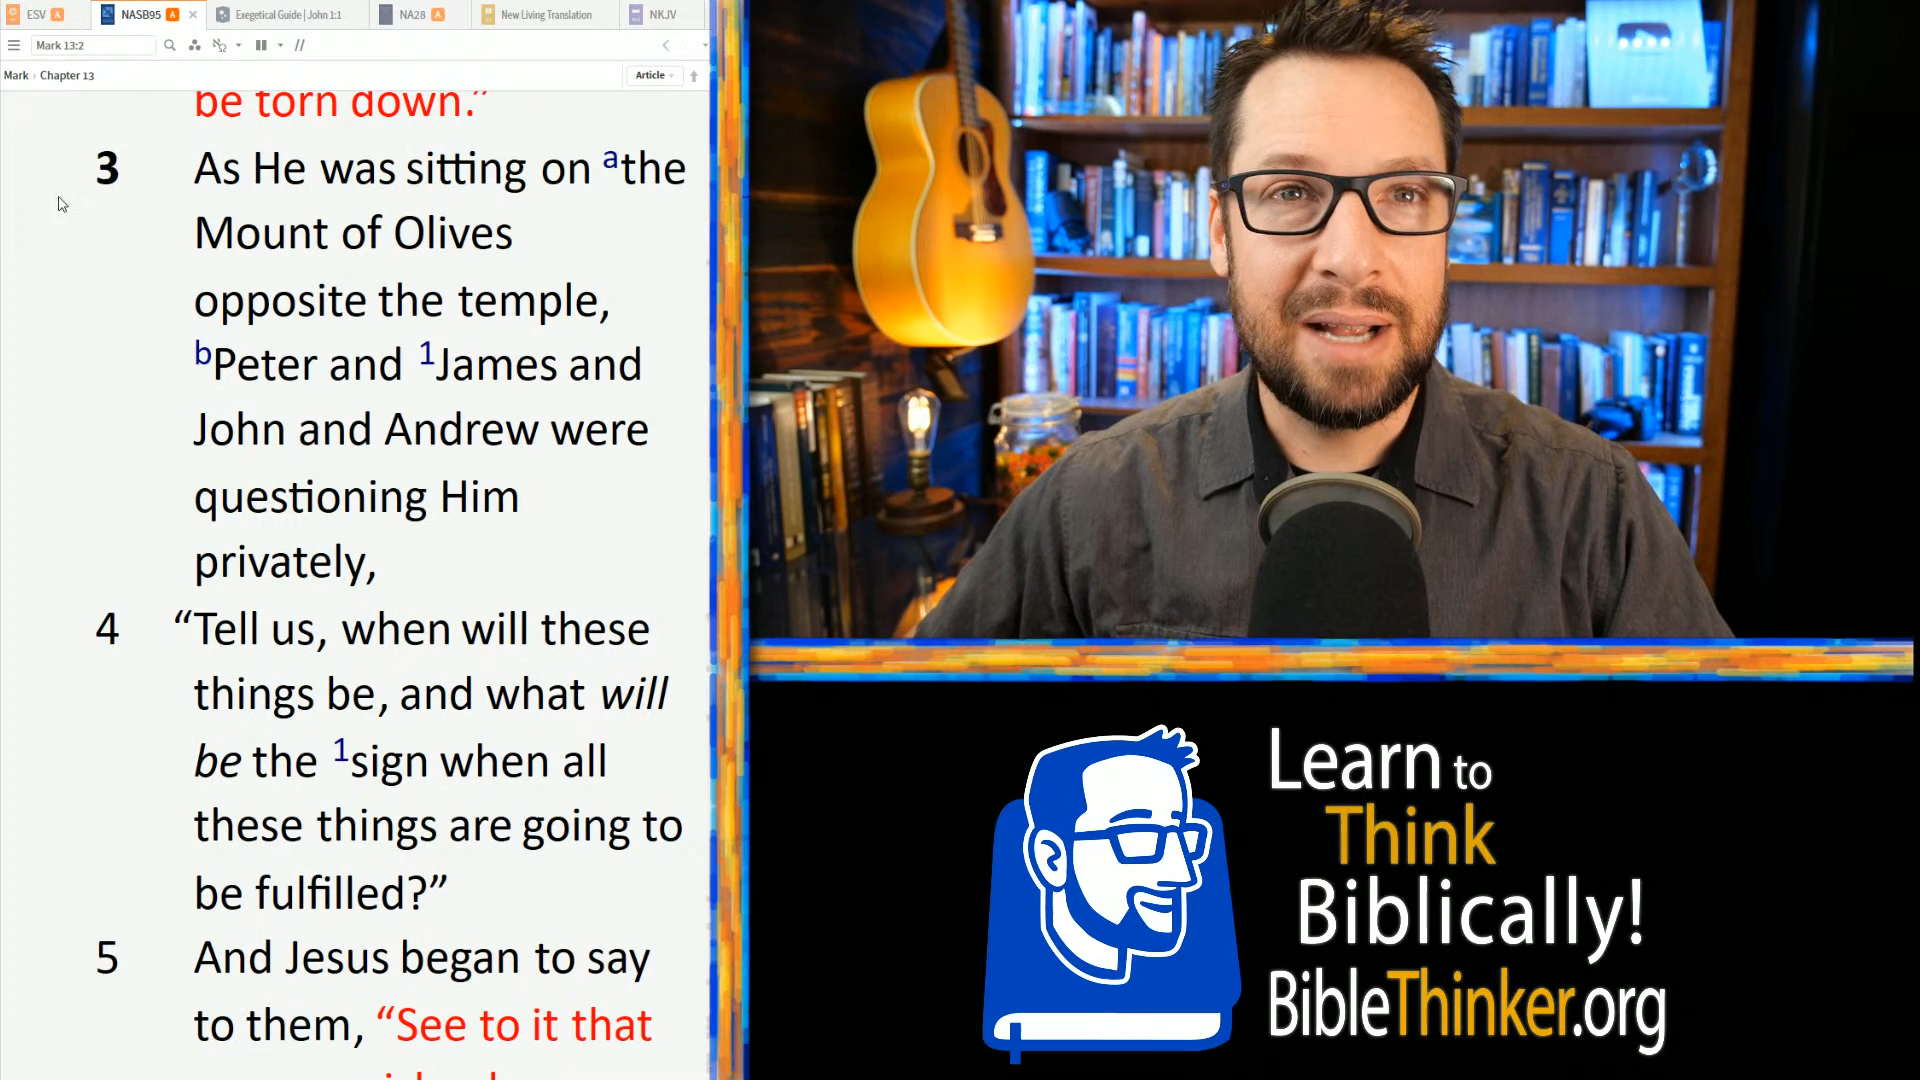 ESV A NASB95 A Exegetical Guide | John 1:1 NA28 A New Living Translation NKJV
Mark 13:2
Mark › Chapter 13 Article
be torn down.”
3 As He was sitting on ᵃthe
Mount of Olives
opposite the temple,
ᵇPeter and ¹James and
John and Andrew were
questioning Him
privately,
4 “Tell us, when will these
things be, and what will
be the ¹sign when all
these things are going to
be fulfilled?”
5 And Jesus began to say
to them, “See to it that
Learn to
Think
Biblically!
BibleThinker.org